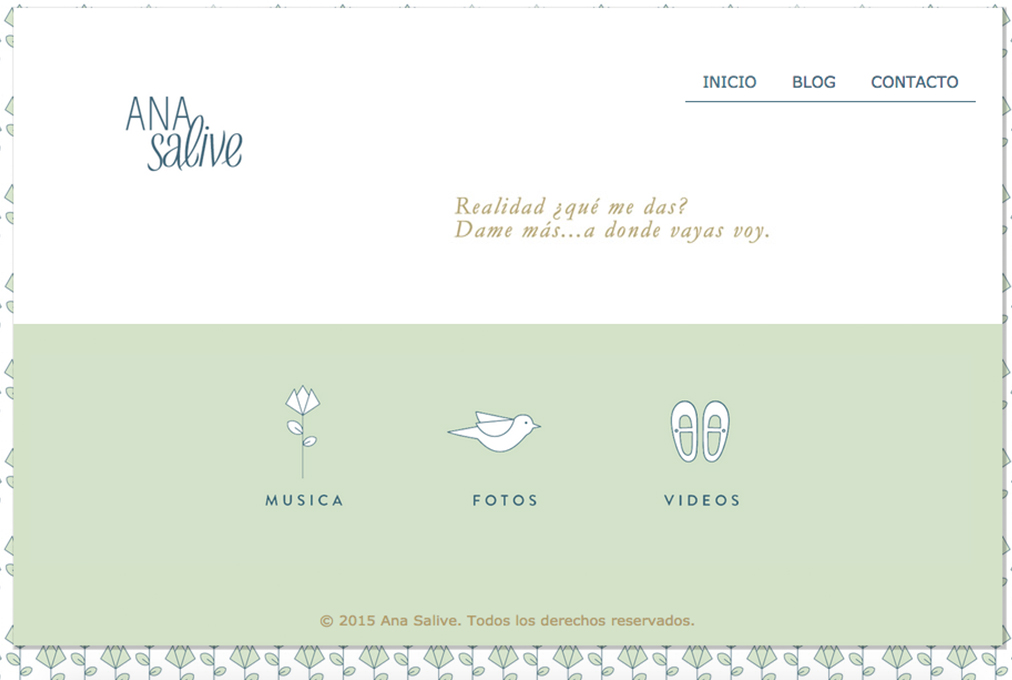 INICIO BLOG CONTACTO
ANA
salive
Realidad ¿qué me das?
Dame más...a donde vayas voy.
MUSICA FOTOS VIDEOS
© 2015 Ana Salive. Todos los derechos reservados.